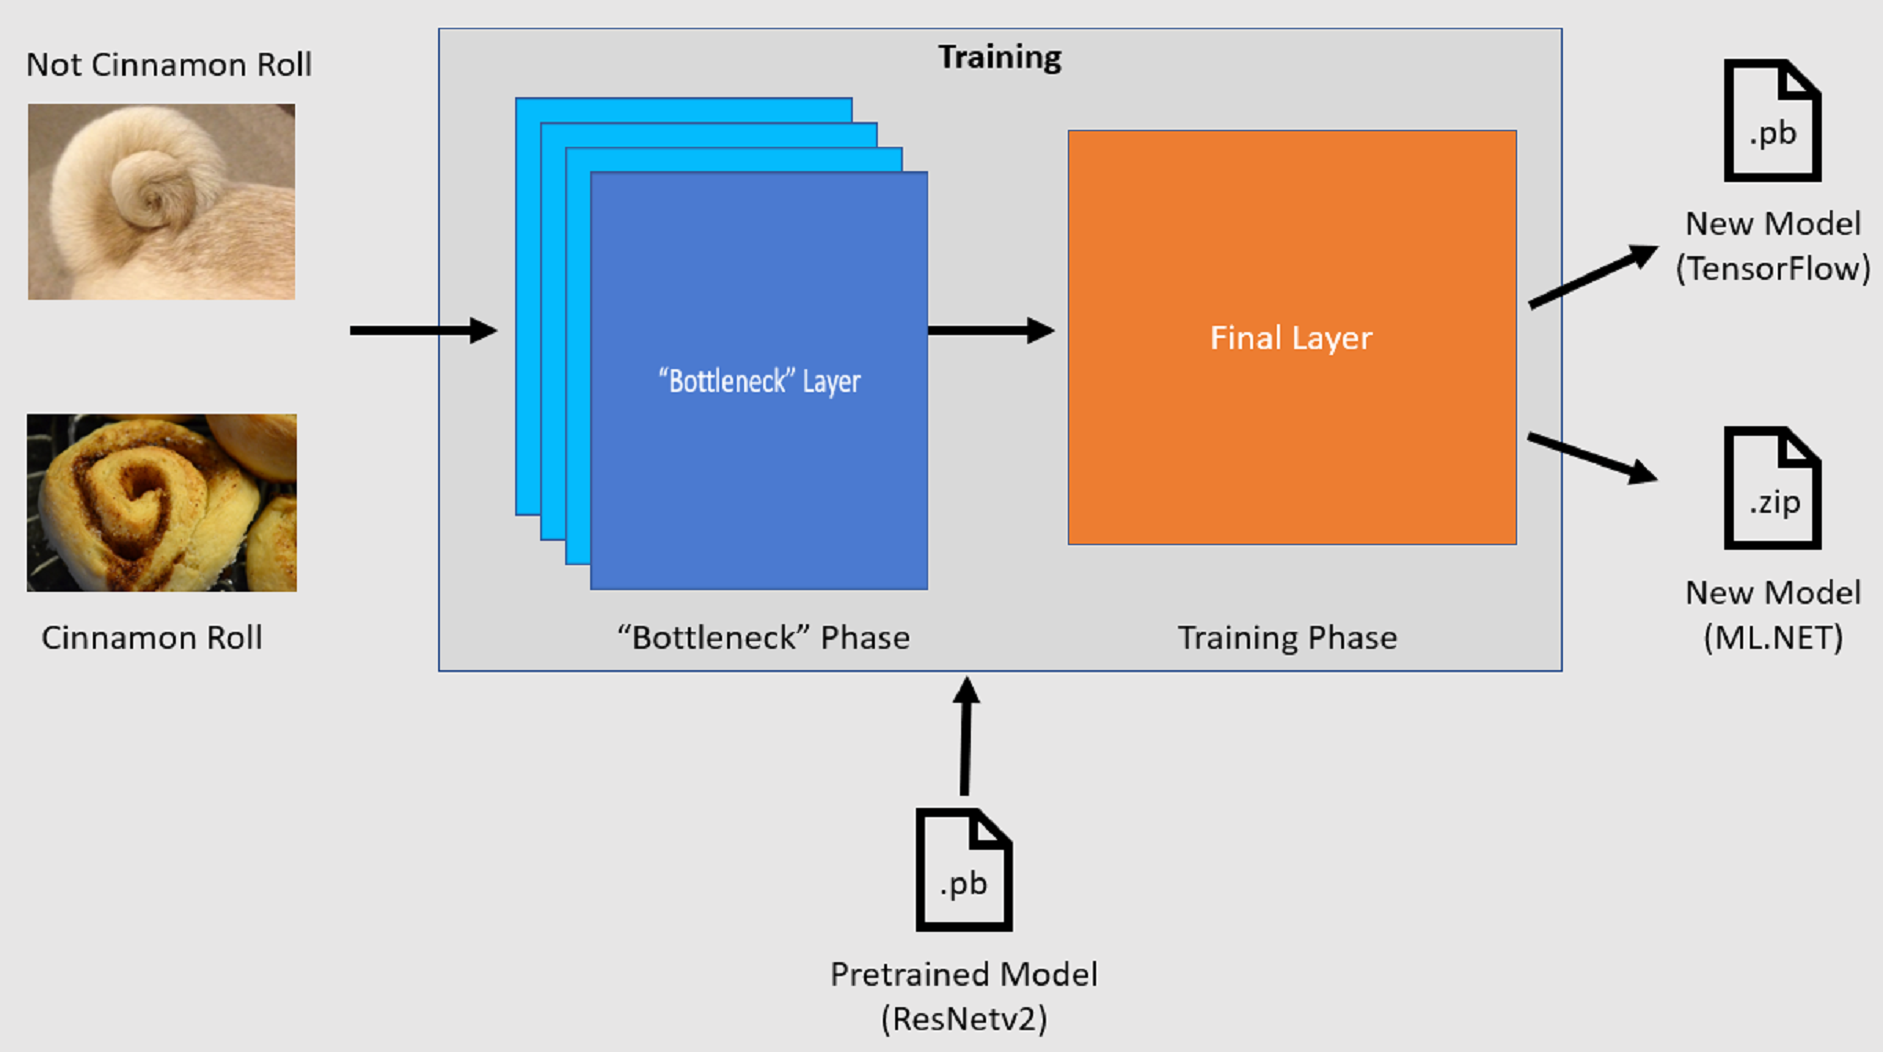 Not Cinnamon Roll
Cinnamon Roll
Training
“Bottleneck” Layer
“Bottleneck” Phase
Final Layer
Training Phase
.pb
New Model
(TensorFlow)
.zip
New Model
(ML.NET)
.pb
Pretrained Model
(ResNetv2)